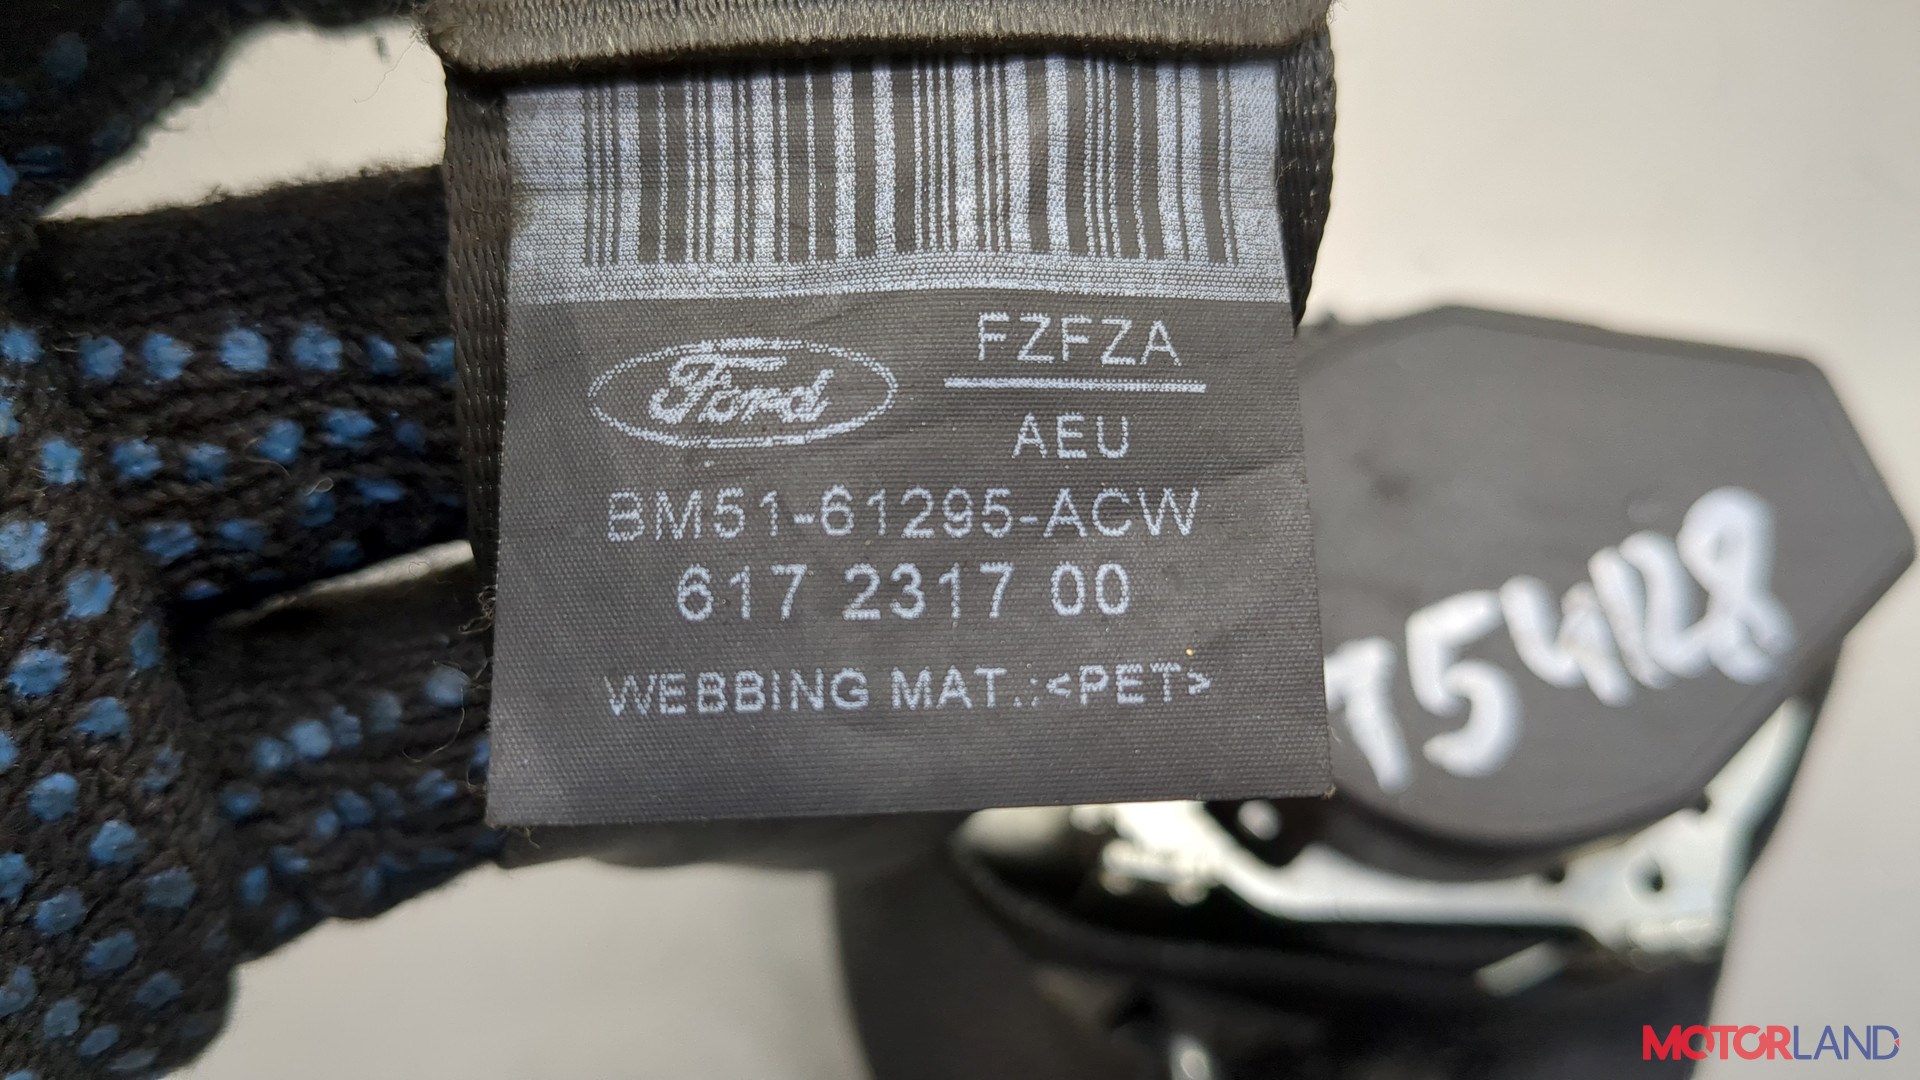 Ford
FZFZA
AEU
BM51-61295-ACW
617 2317 00
WEBBING MAT.:<PET>
754128
MOTORLAND